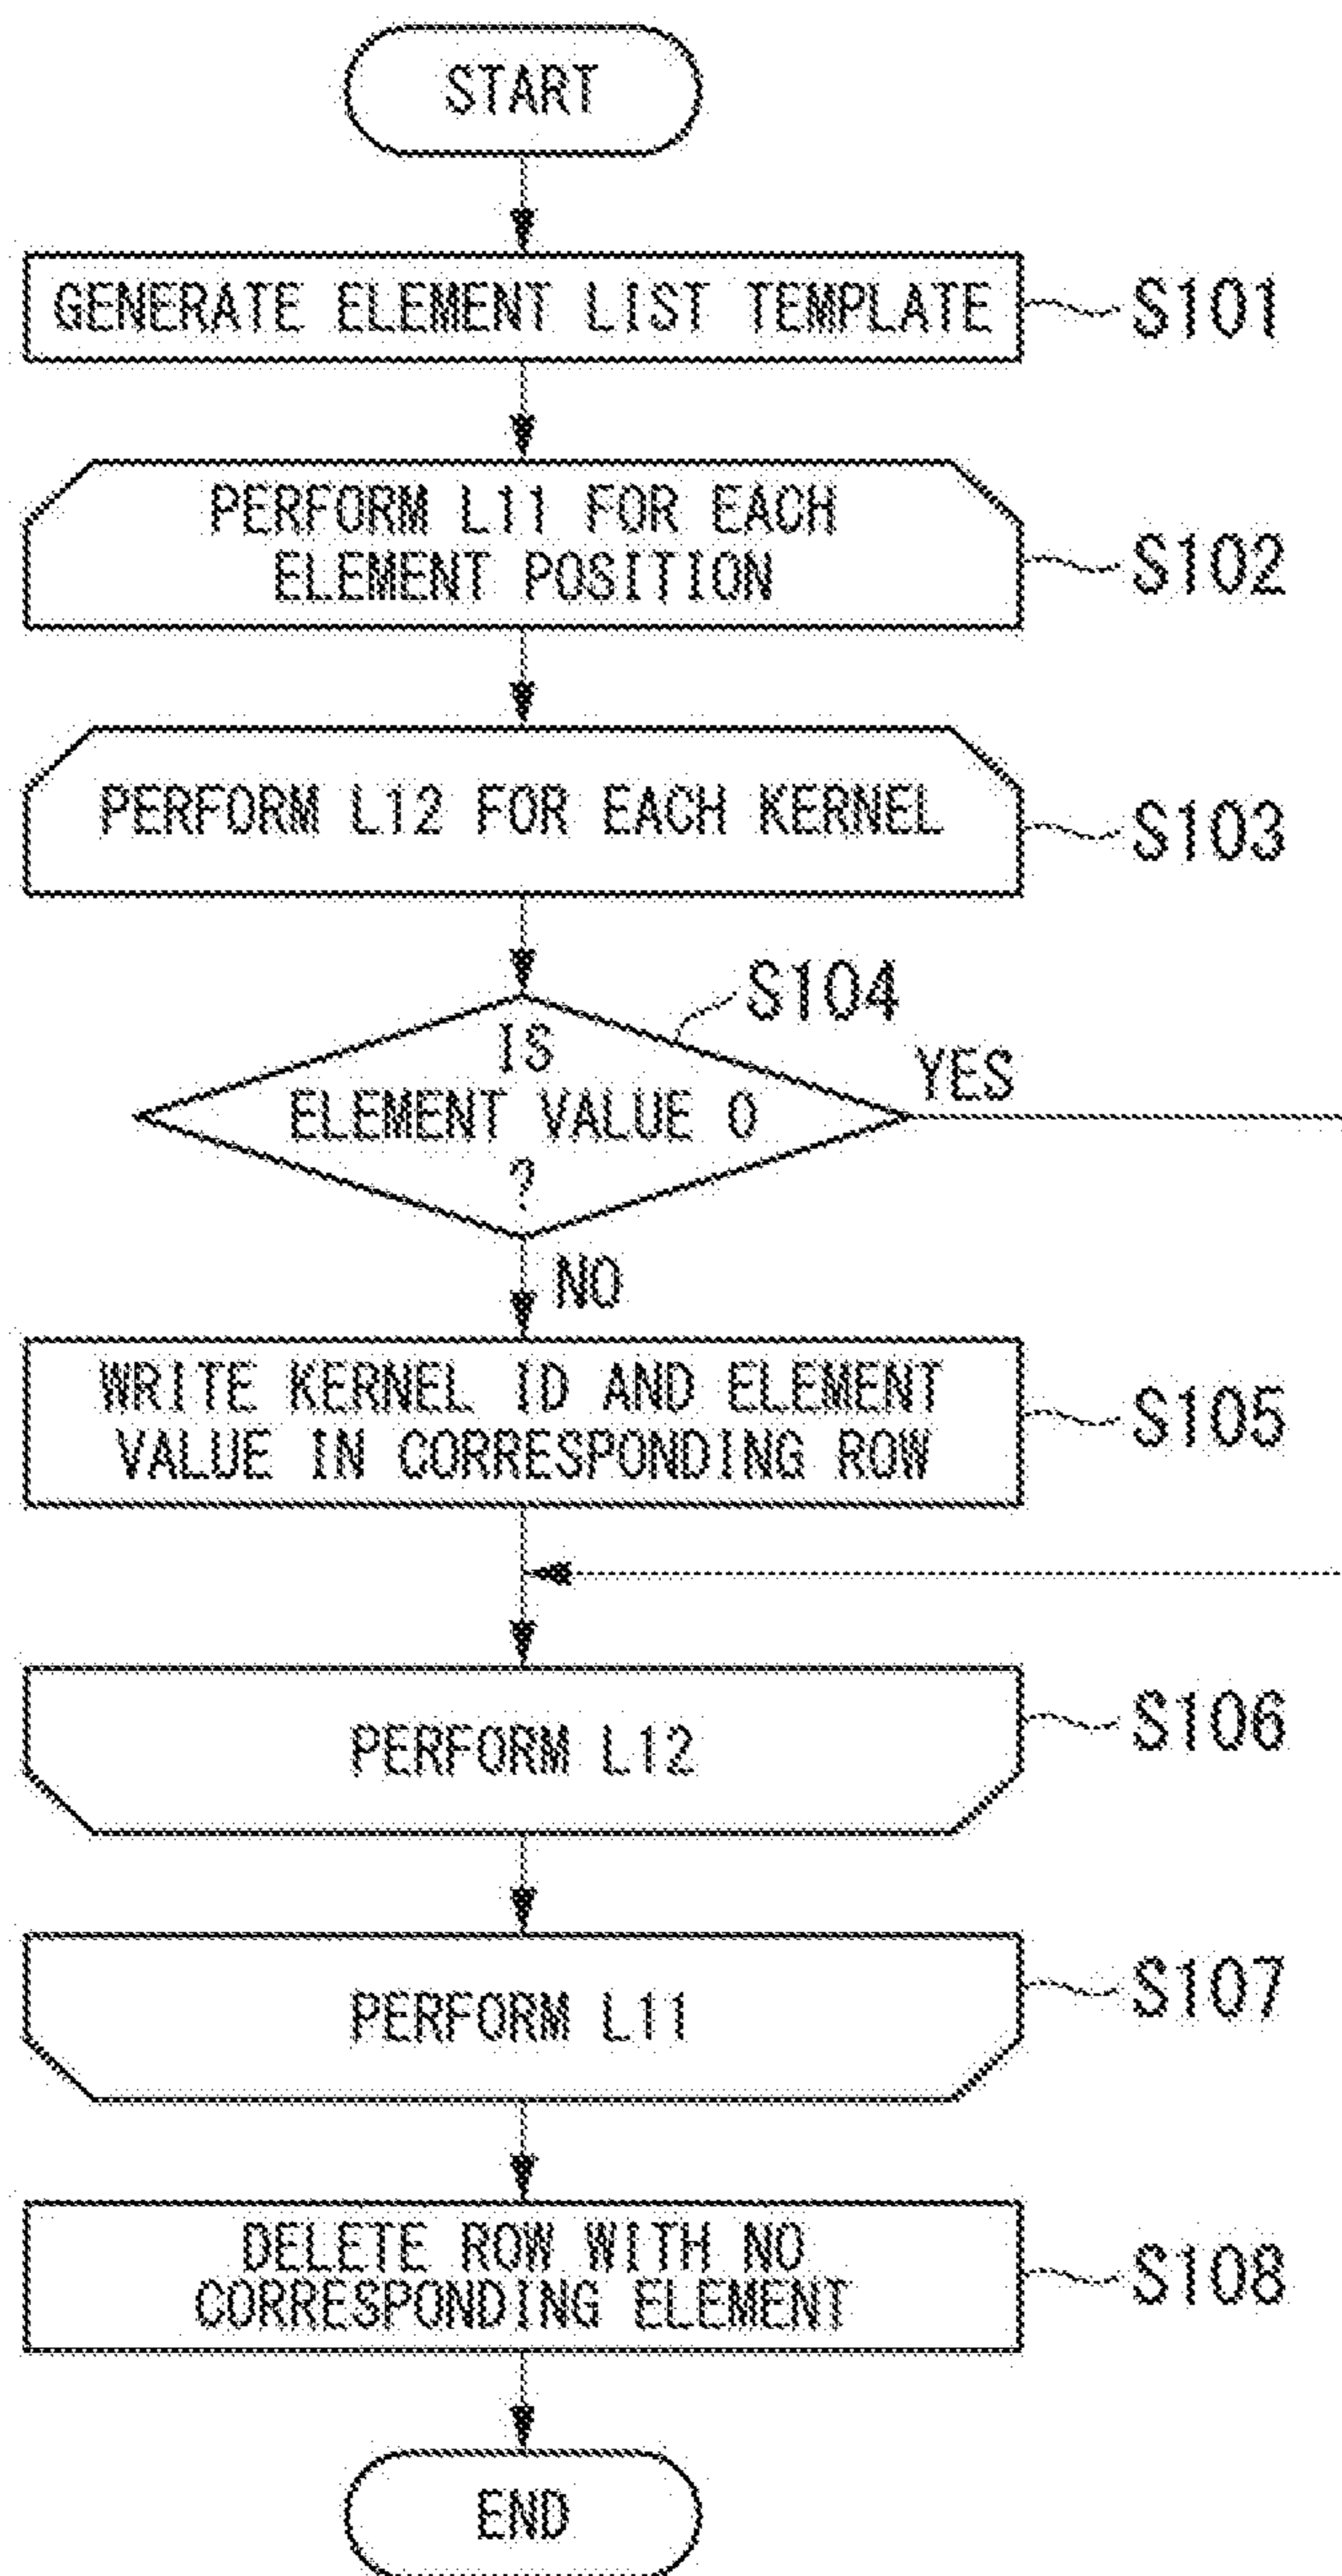 START
GENERATE ELEMENT LIST TEMPLATE
S101
PERFORM L11 FOR EACH
ELEMENT POSITION
S102
PERFORM L12 FOR EACH KERNEL
S103
S104
IS
ELEMENT VALUE 0
?
YES
NO
WRITE KERNEL ID AND ELEMENT
VALUE IN CORRESPONDING ROW
S105
PERFORM L12
S106
PERFORM L11
S107
DELETE ROW WITH NO
CORRESPONDING ELEMENT
S108
END